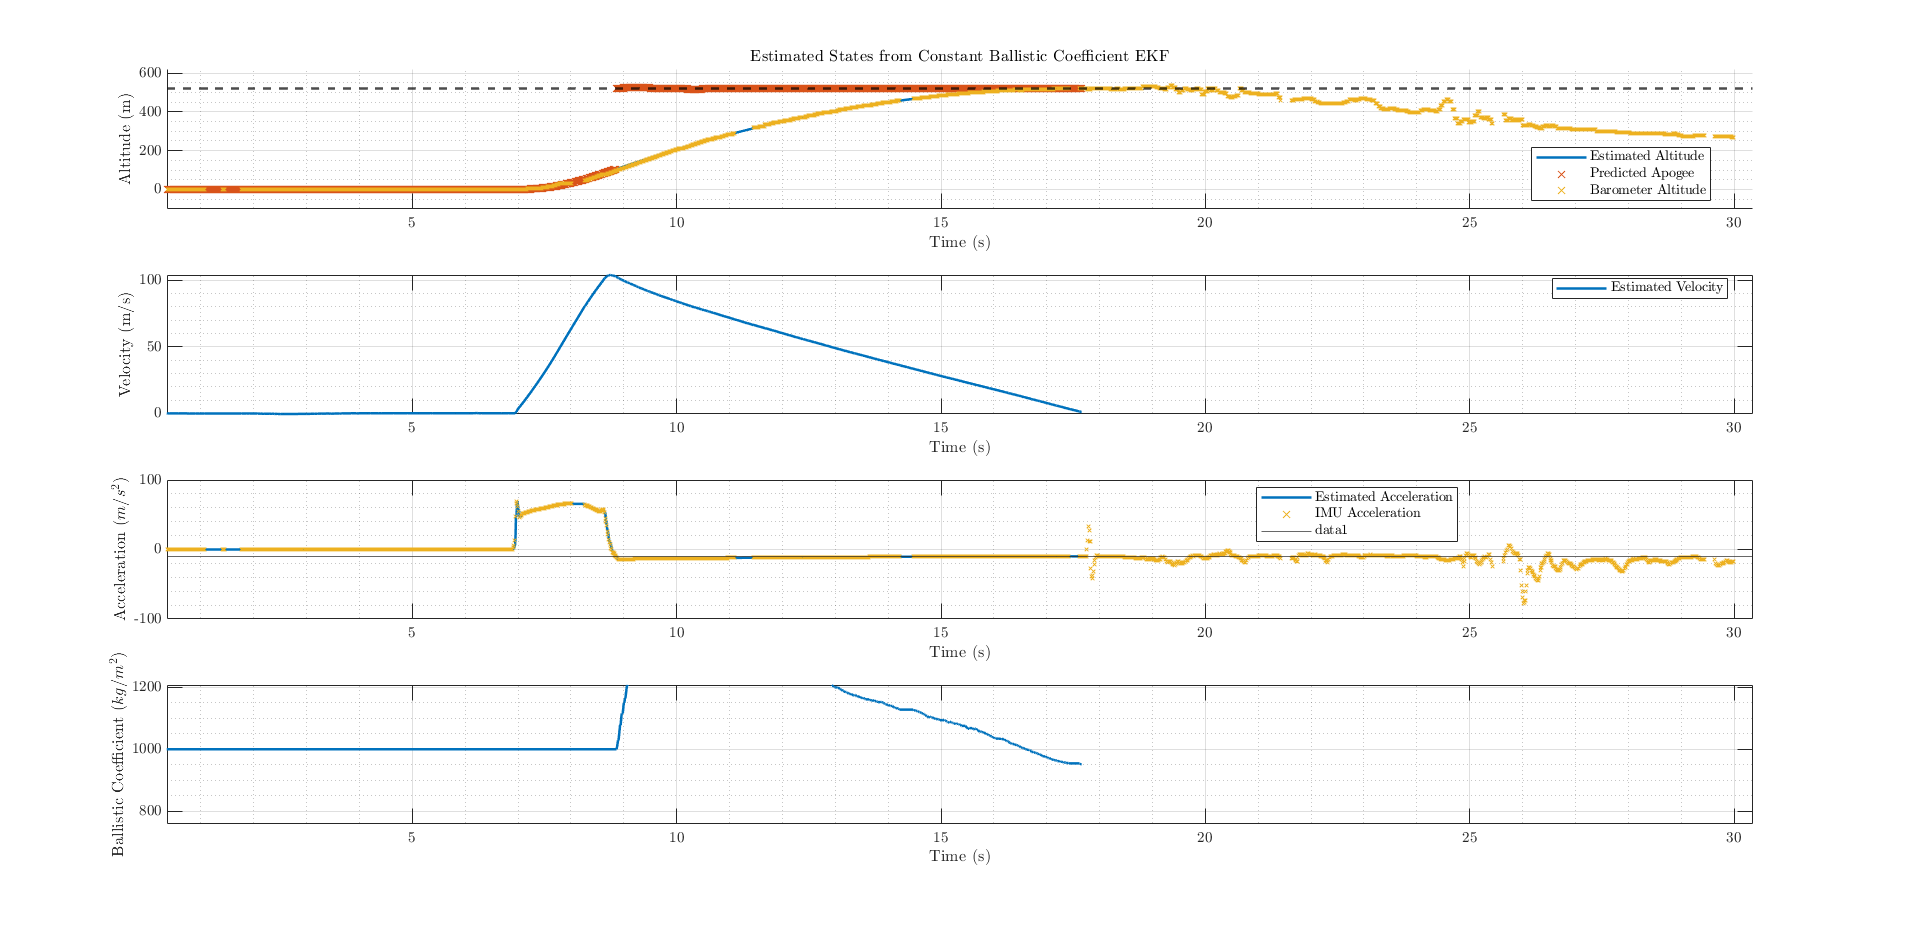 Estimated States from Constant Ballistic Coefficient EKF
600
400
200
0
Altitude (m)
Estimated Altitude
Predicted Apogee
Barometer Altitude
5 10 15 20 25 30
Time (s)
100
50
0
Velocity (m/s)
Estimated Velocity
5 10 15 20 25 30
Time (s)
100
0
-100
Acceleration (m/s²)
Estimated Acceleration
IMU Acceleration
data1
5 10 15 20 25 30
Time (s)
1200
1000
800
Ballistic Coefficient (kg/m²)
5 10 15 20 25 30
Time (s)